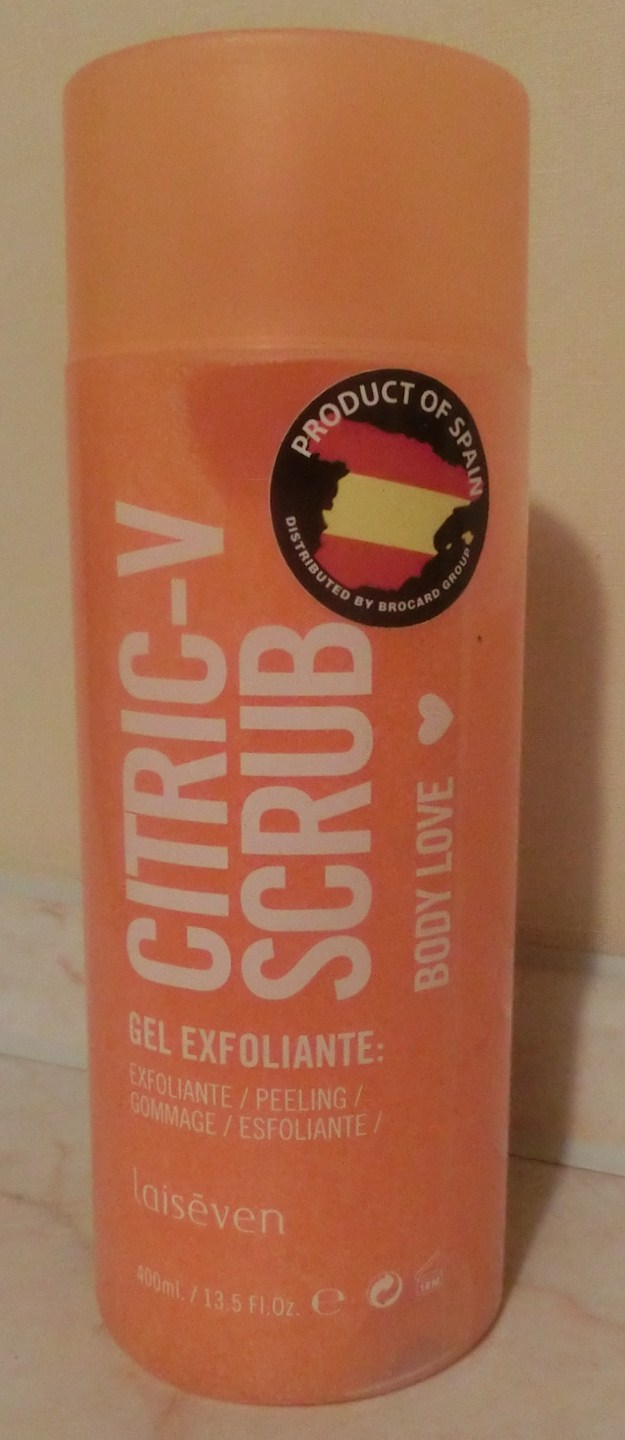 PRODUCT OF SPAIN
DISTRIBUTED BY BROCARD GROUP
CITRIC-V
SCRUB
BODY LOVE
GEL EXFOLIANTE:
EXFOLIANTE / PEELING /
GOMMAGE / ESFOLIANTE /
laisēven
400ml. / 13.5 Fl.Oz. ℮